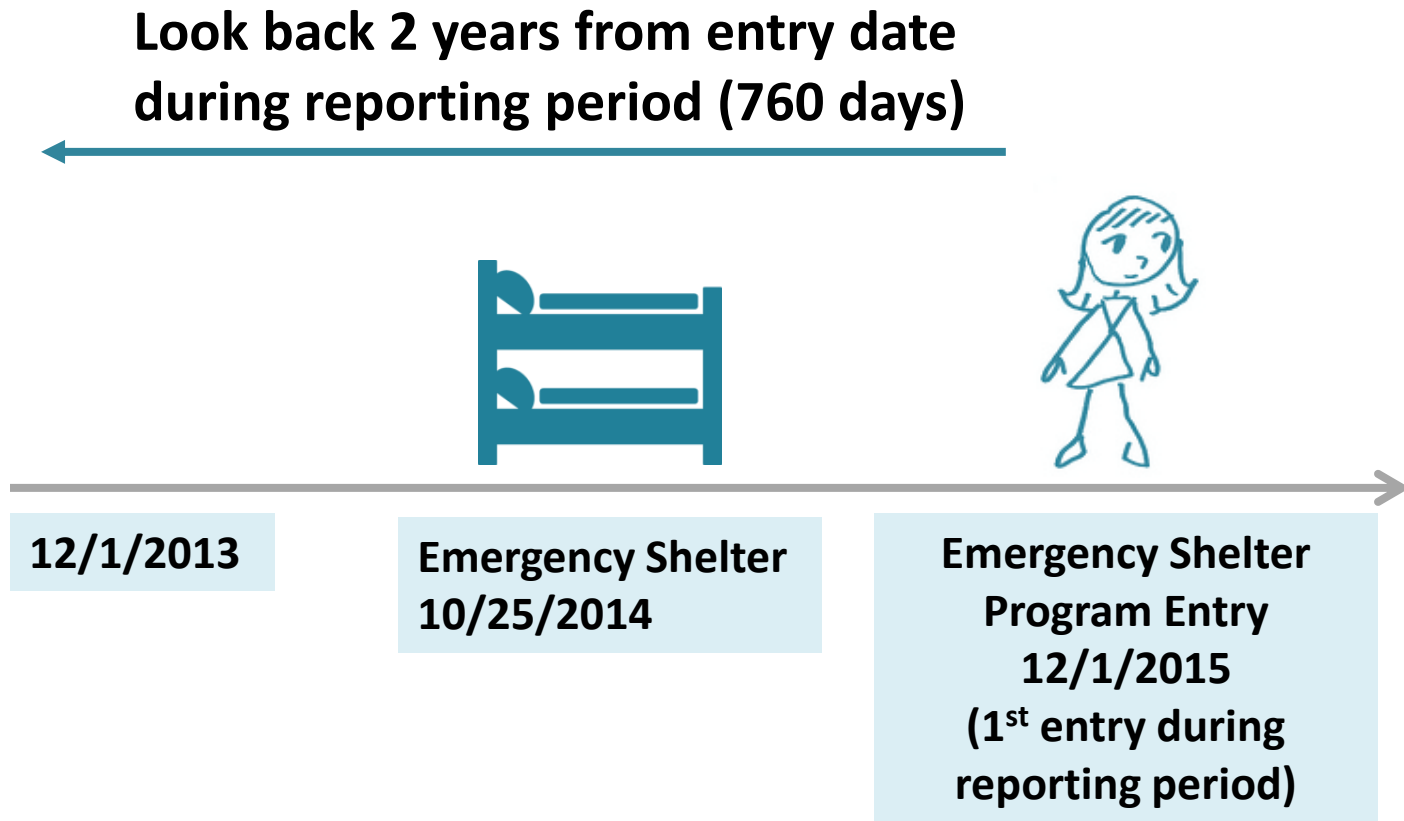 Look back 2 years from entry date
during reporting period (760 days)
12/1/2013
Emergency Shelter
10/25/2014
Emergency Shelter
Program Entry
12/1/2015
(1st entry during
reporting period)